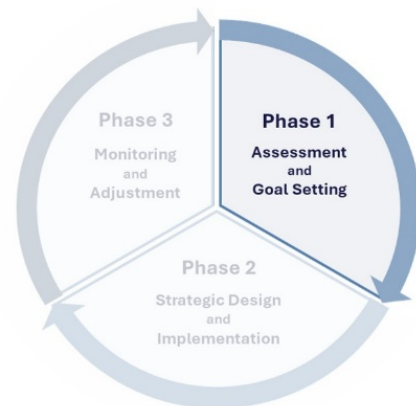 Phase 1
Assessment
and
Goal Setting
Phase 2
Strategic Design
and
Implementation
Phase 3
Monitoring
and
Adjustment